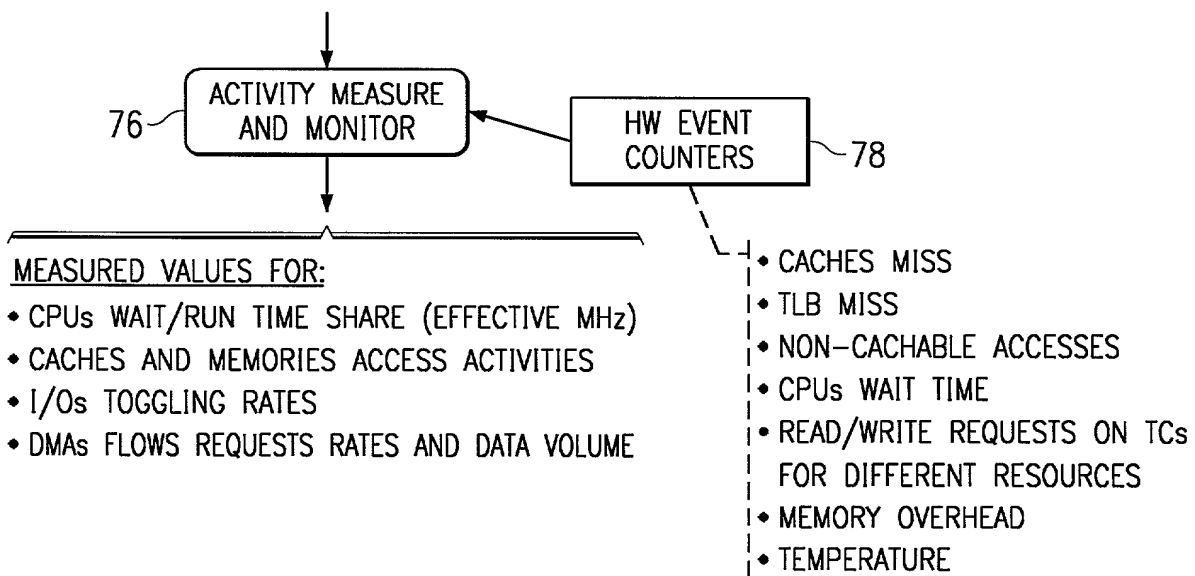 ACTIVITY MEASURE
AND MONITOR
76
HW EVENT
COUNTERS
78
MEASURED VALUES FOR:
• CPUs WAIT/RUN TIME SHARE (EFFECTIVE MHz)
• CACHES AND MEMORIES ACCESS ACTIVITIES
• I/Os TOGGLING RATES
• DMAs FLOWS REQUESTS RATES AND DATA VOLUME
• CACHES MISS
• TLB MISS
• NON-CACHABLE ACCESSES
• CPUs WAIT TIME
• READ/WRITE REQUESTS ON TCs
FOR DIFFERENT RESOURCES
• MEMORY OVERHEAD
• TEMPERATURE